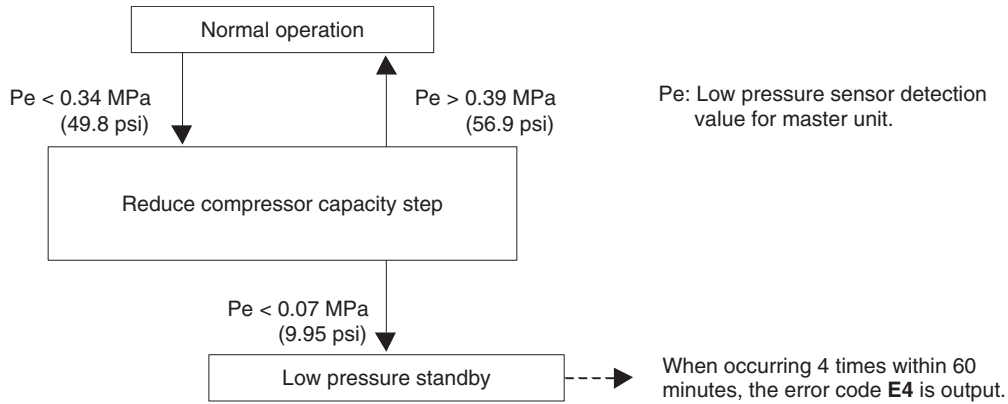 Normal operation
Pe < 0.34 MPa
(49.8 psi)
Pe > 0.39 MPa
(56.9 psi)
Pe: Low pressure sensor detection
value for master unit.
Reduce compressor capacity step
Pe < 0.07 MPa
(9.95 psi)
Low pressure standby
When occurring 4 times within 60
minutes, the error code E4 is output.